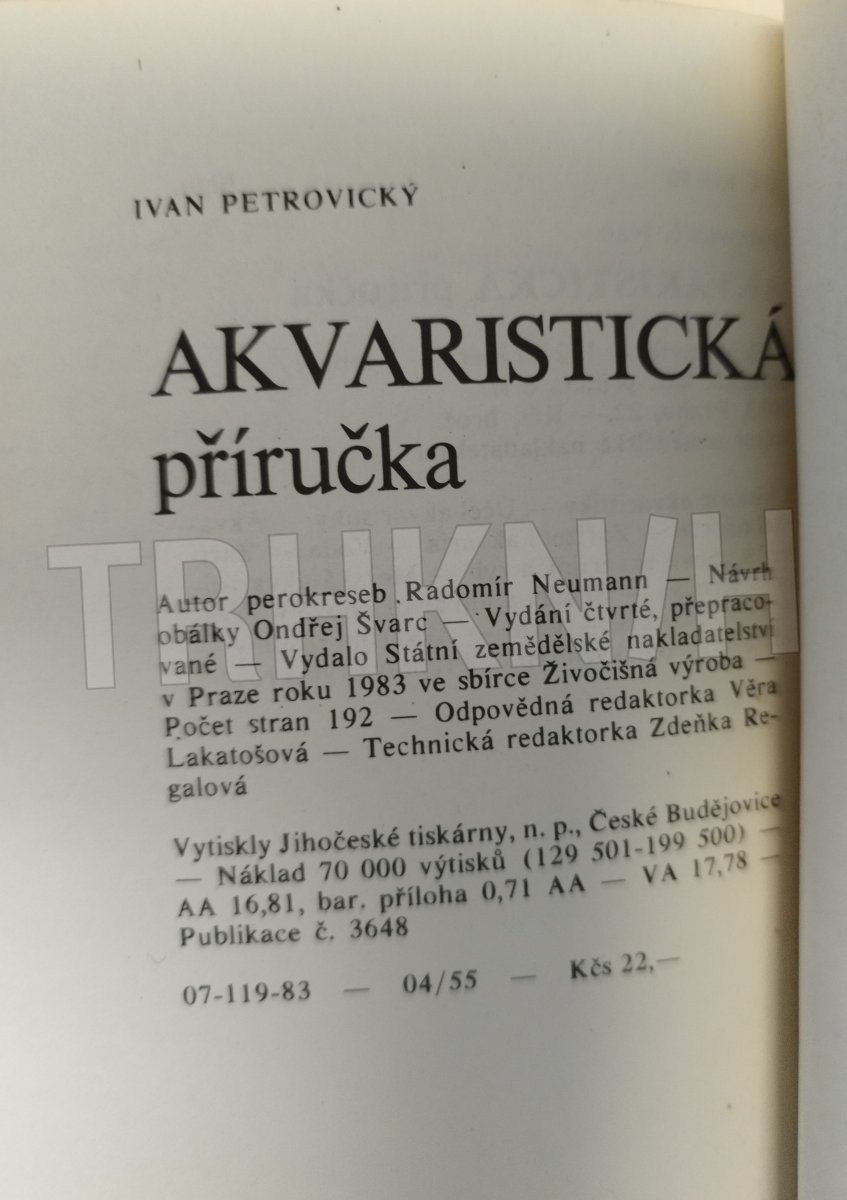 IVAN PETROVICKÝ
AKVARISTICKÁ
příručka
Autor perokreseb Radomír Neumann — Návrh
obálky Ondřej Švarc — Vydání čtvrté, přepraco-
vané — Vydalo Státní zemědělské nakladatelství
v Praze roku 1983 ve sbírce Živočišná výroba —
Počet stran 192 — Odpovědná redaktorka Věra
Lakatošová — Technická redaktorka Zdeňka Re-
galová
Vytiskly Jihočeské tiskárny, n. p., České Budějovice
— Náklad 70 000 výtisků (129 501-199 500) —
AA 16,81, bar. příloha 0,71 AA — VA 17,78 —
Publikace č. 3648
07-119-83 — 04/55 — Kčs 22,—